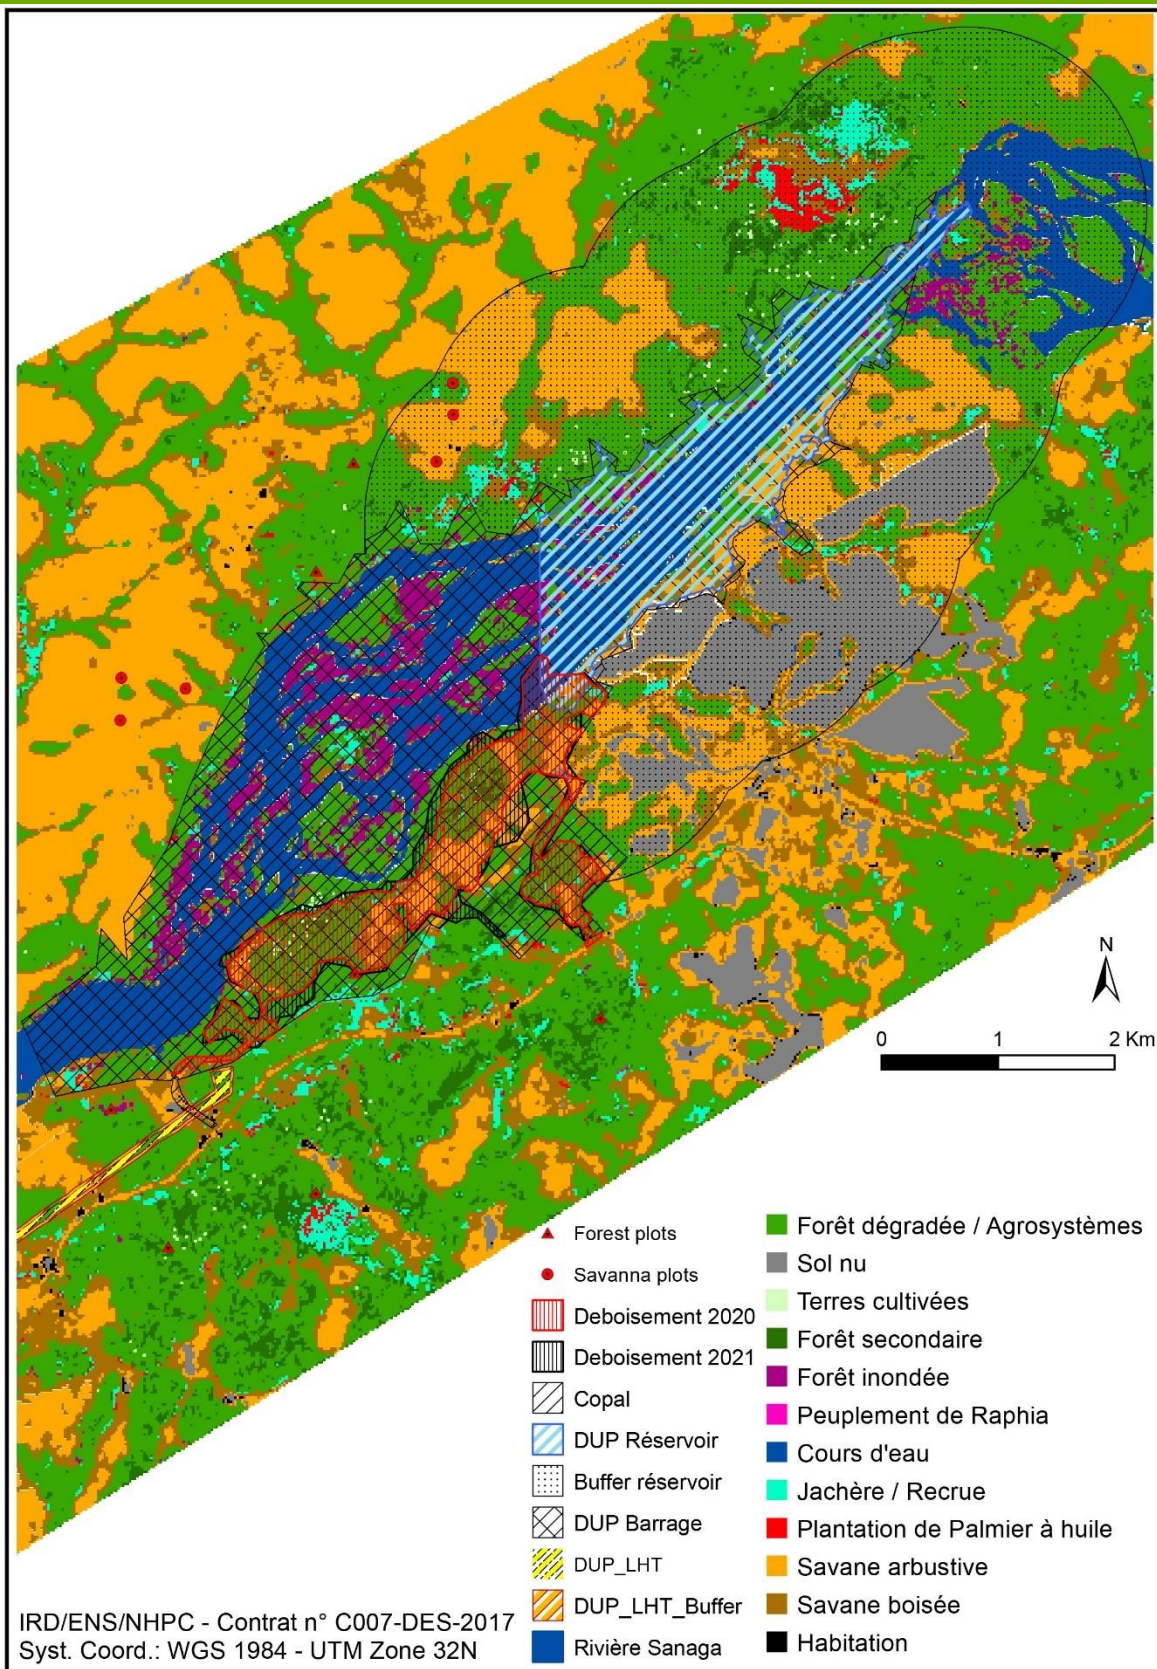 N
0 1 2 Km
Forest plots
Savanna plots
Deboisement 2020
Deboisement 2021
Copal
DUP Réservoir
Buffer réservoir
DUP Barrage
DUP_LHT
DUP_LHT_Buffer
Rivière Sanaga
Forêt dégradée / Agrosystèmes
Sol nu
Terres cultivées
Forêt secondaire
Forêt inondée
Peuplement de Raphia
Cours d'eau
Jachère / Recrue
Plantation de Palmier à huile
Savane arbustive
Savane boisée
Habitation
IRD/ENS/NHPC - Contrat n° C007-DES-2017
Syst. Coord.: WGS 1984 - UTM Zone 32N